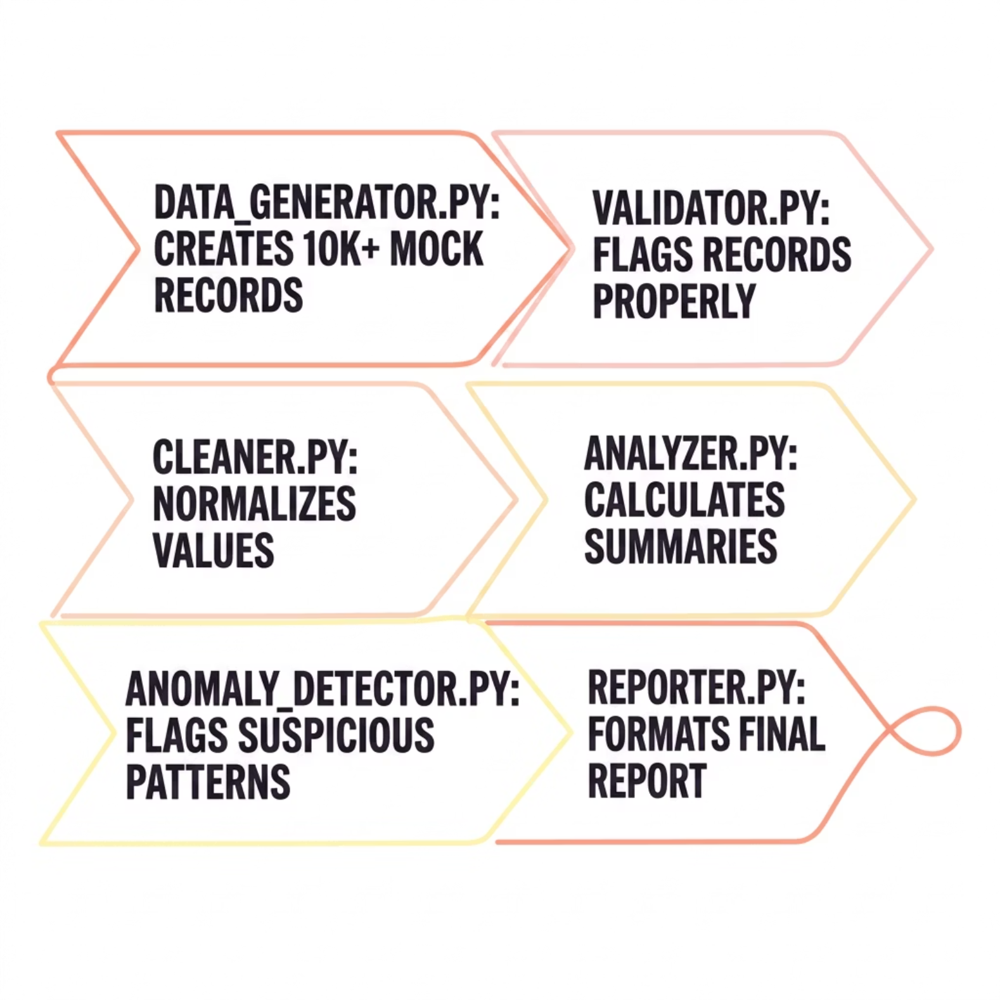 DATA_GENERATOR.PY:
CREATES 10K+ MOCK
RECORDS
VALIDATOR.PY:
FLAGS RECORDS
PROPERLY
CLEANER.PY:
NORMALIZES
VALUES
ANALYZER.PY:
CALCULATES
SUMMARIES
ANOMALY_DETECTOR.PY:
FLAGS SUSPICIOUS
PATTERNS
REPORTER.PY:
FORMATS FINAL
REPORT